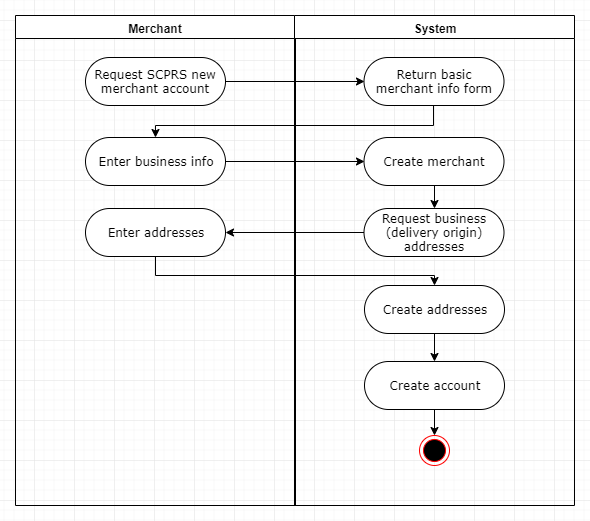 Merchant
System
Request SCPRS new
merchant account
Return basic
merchant info form
Enter business info
Create merchant
Enter addresses
Request business
(delivery origin)
addresses
Create addresses
Create account